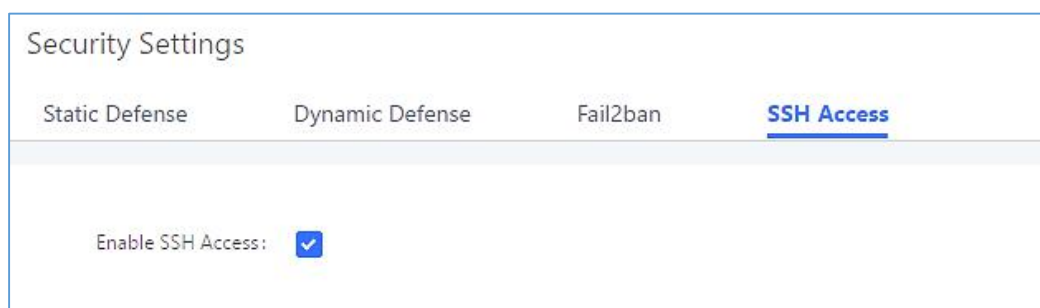 Security Settings
Static Defense Dynamic Defense Fail2ban SSH Access
Enable SSH Access: